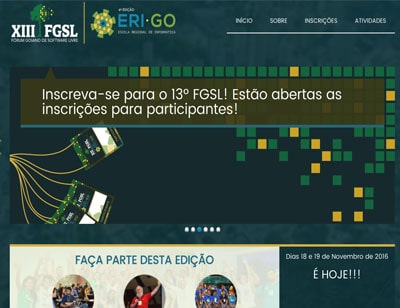 XIII FGSL
FÓRUM GOIANO DE SOFTWARE LIVRE
4ª EDIÇÃO
ERI·GO
ESCOLA REGIONAL DE INFORMÁTICA
INÍCIO SOBRE INSCRIÇÕES ATIVIDADES
Inscreva-se para o 13º FGSL! Estão abertas as
inscrições para participantes!
FAÇA PARTE DESTA EDIÇÃO
Dias 18 e 19 de Novembro de 2016
É HOJE!!!